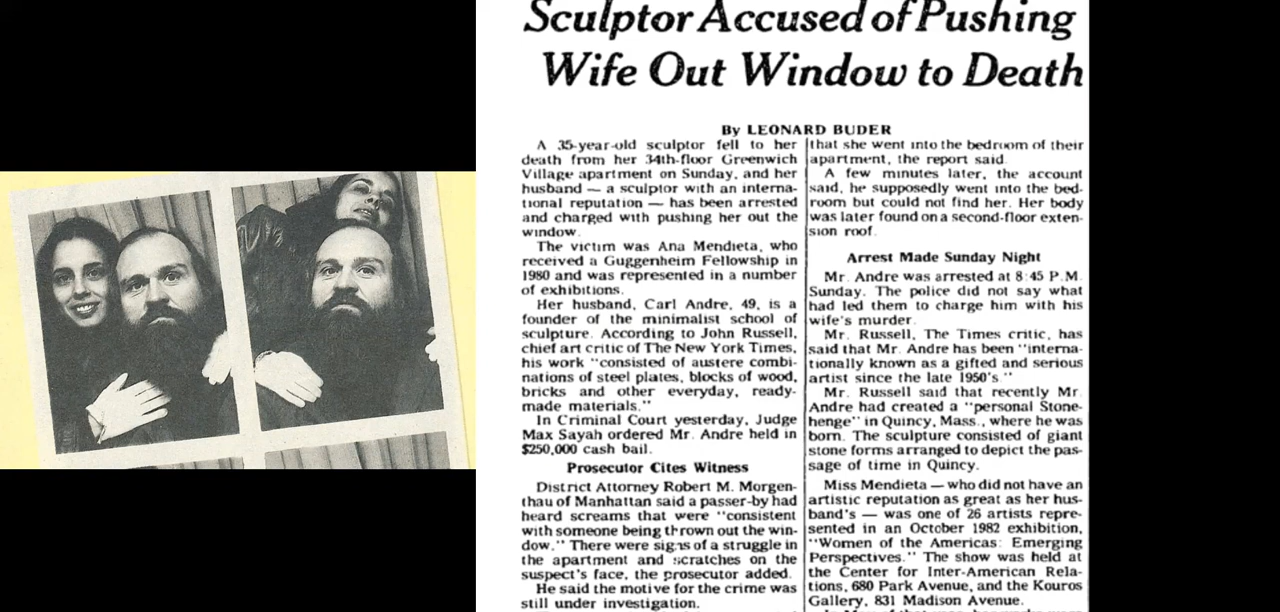 Sculptor Accused of Pushing
Wife Out Window to Death
By LEONARD BUDER
A 35-year-old sculptor fell to her
death from her 34th-floor Greenwich
Village apartment on Sunday, and her
husband — a sculptor with an interna-
tional reputation — has been arrested
and charged with pushing her out the
window.
The victim was Ana Mendieta, who
received a Guggenheim Fellowship in
1980 and was represented in a number
of exhibitions.
Her husband, Carl Andre, 49, is a
founder of the minimalist school of
sculpture. According to John Russell,
chief art critic of The New York Times,
his work "consisted of austere combi-
nations of steel plates, blocks of wood,
bricks and other everyday, ready-
made materials."
In Criminal Court yesterday, Judge
Max Sayah ordered Mr. Andre held in
$250,000 cash bail.
Prosecutor Cites Witness
District Attorney Robert M. Morgen-
thau of Manhattan said a passer-by had
heard screams that were "consistent
with someone being thrown out the win-
dow." There were signs of a struggle in
the apartment and scratches on the
suspect's face, the prosecutor added.
He said the motive for the crime was
still under investigation.
that she went into the bedroom of their
apartment, the report said.
A few minutes later, the account
said, he supposedly went into the bed-
room but could not find her. Her body
was later found on a second-floor exten-
sion roof.
Arrest Made Sunday Night
Mr. Andre was arrested at 8:45 P.M.
Sunday. The police did not say what
had led them to charge him with his
wife's murder.
Mr. Russell, The Times critic, has
said that Mr. Andre has been "interna-
tionally known as a gifted and serious
artist since the late 1950's."
Mr. Russell said that recently Mr.
Andre had created a "personal Stone-
henge" in Quincy, Mass., where he was
born. The sculpture consisted of giant
stone forms arranged to depict the pas-
sage of time in Quincy.
Miss Mendieta — who did not have an
artistic reputation as great as her hus-
band's — was one of 26 artists repre-
sented in an October 1982 exhibition,
"Women of the Americas: Emerging
Perspectives." The show was held at
the Center for Inter-American Rela-
tions, 680 Park Avenue, and the Kouros
Gallery, 831 Madison Avenue.